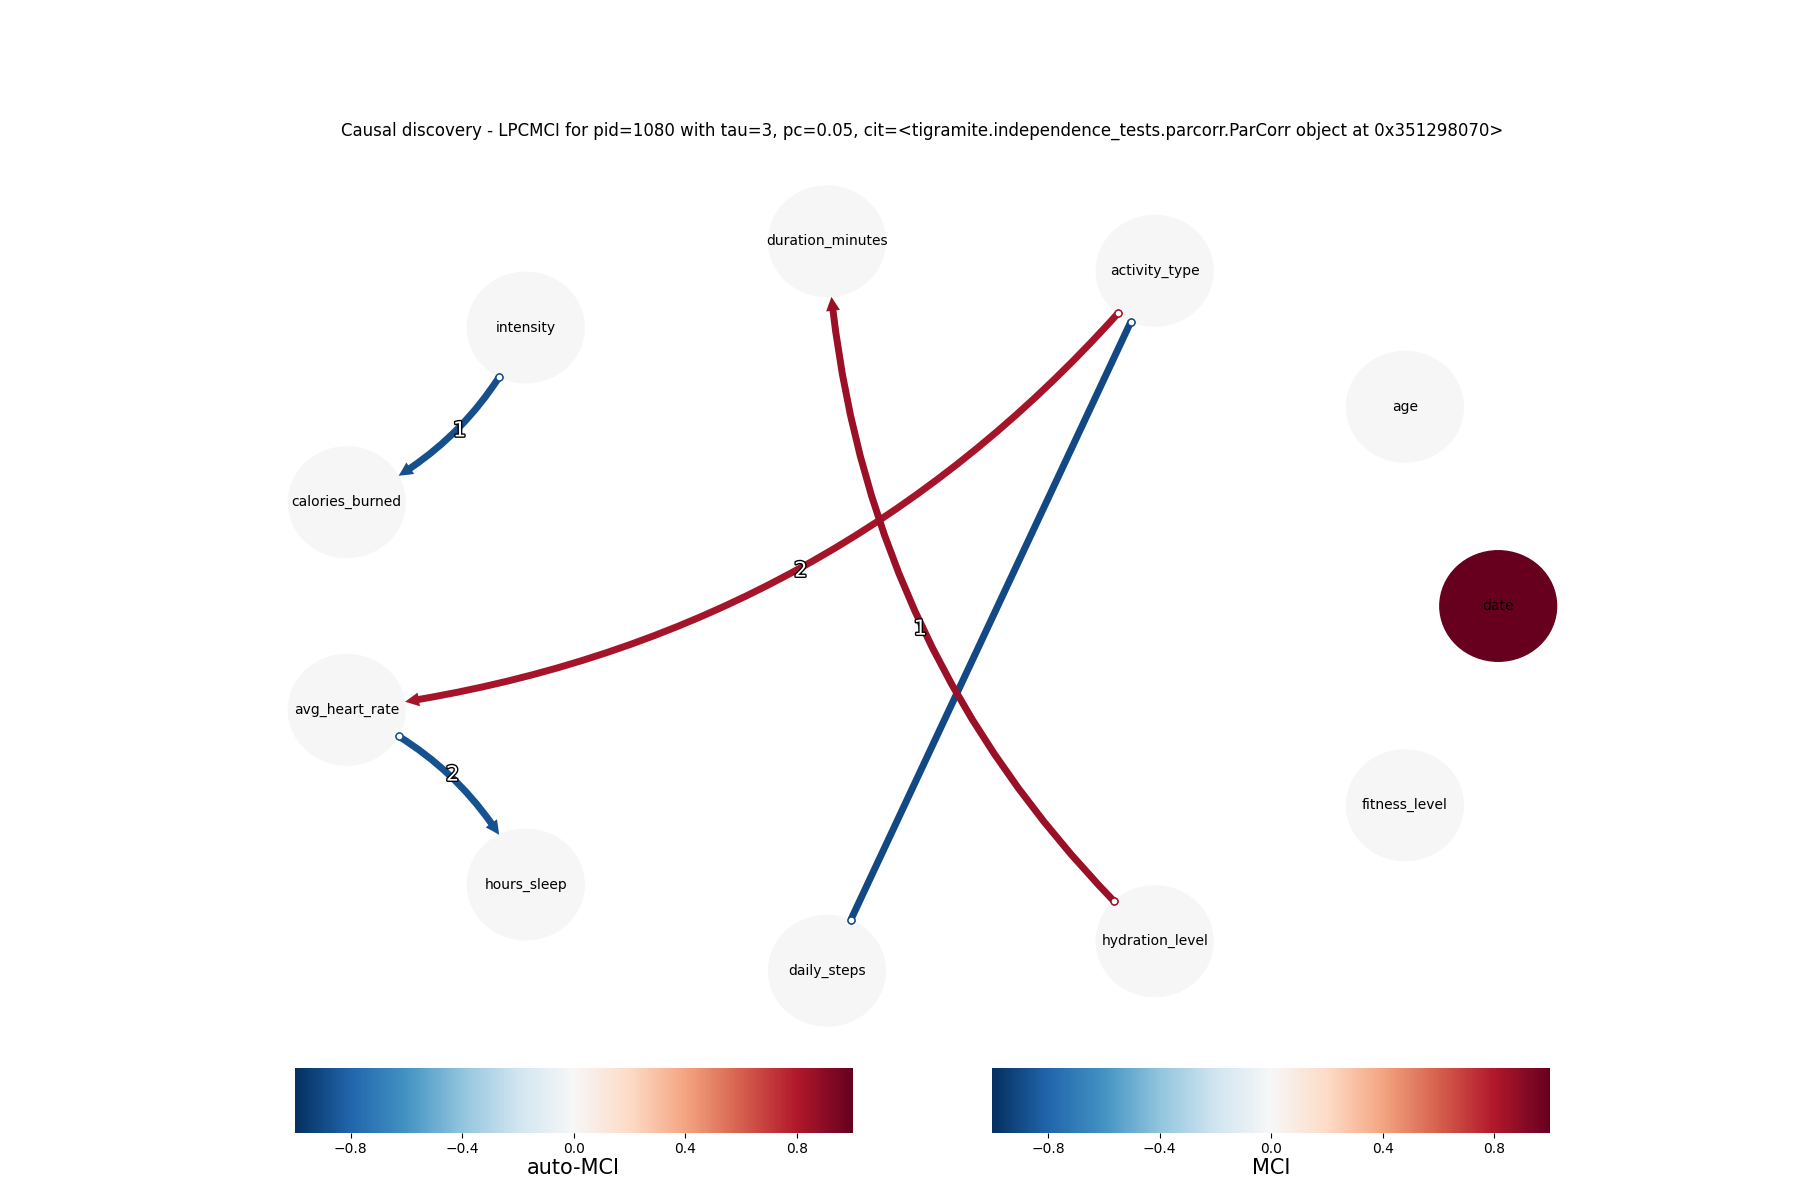 Causal discovery - LPCMCI for pid=1080 with tau=3, pc=0.05, cit=<tigramite.independence_tests.parcorr.ParCorr object at 0x351298070>
duration_minutes
activity_type
intensity
age
1
calories_burned
2
date
1
avg_heart_rate
2
fitness_level
hours_sleep
hydration_level
daily_steps
−0.8 −0.4 0.0 0.4 0.8
auto-MCI
−0.8 −0.4 0.0 0.4 0.8
MCI